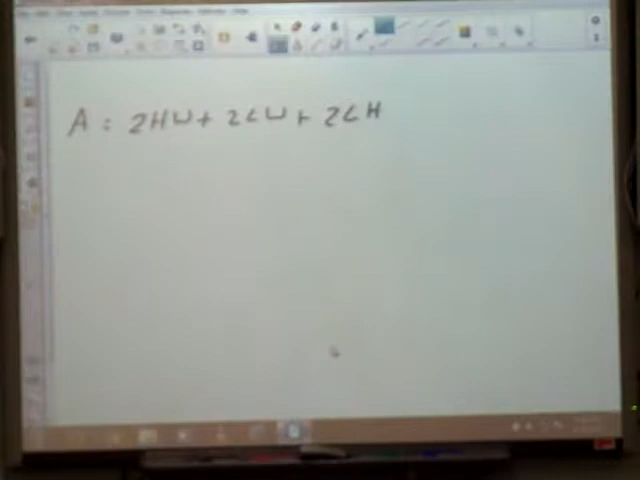 A = 2HW + 2LW + 2LH